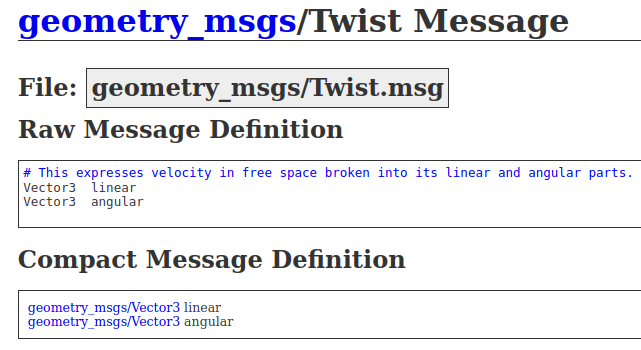 geometry_msgs/Twist Message
File: geometry_msgs/Twist.msg
Raw Message Definition
# This expresses velocity in free space broken into its linear and angular parts.
Vector3  linear
Vector3  angular
Compact Message Definition
geometry_msgs/Vector3 linear
geometry_msgs/Vector3 angular